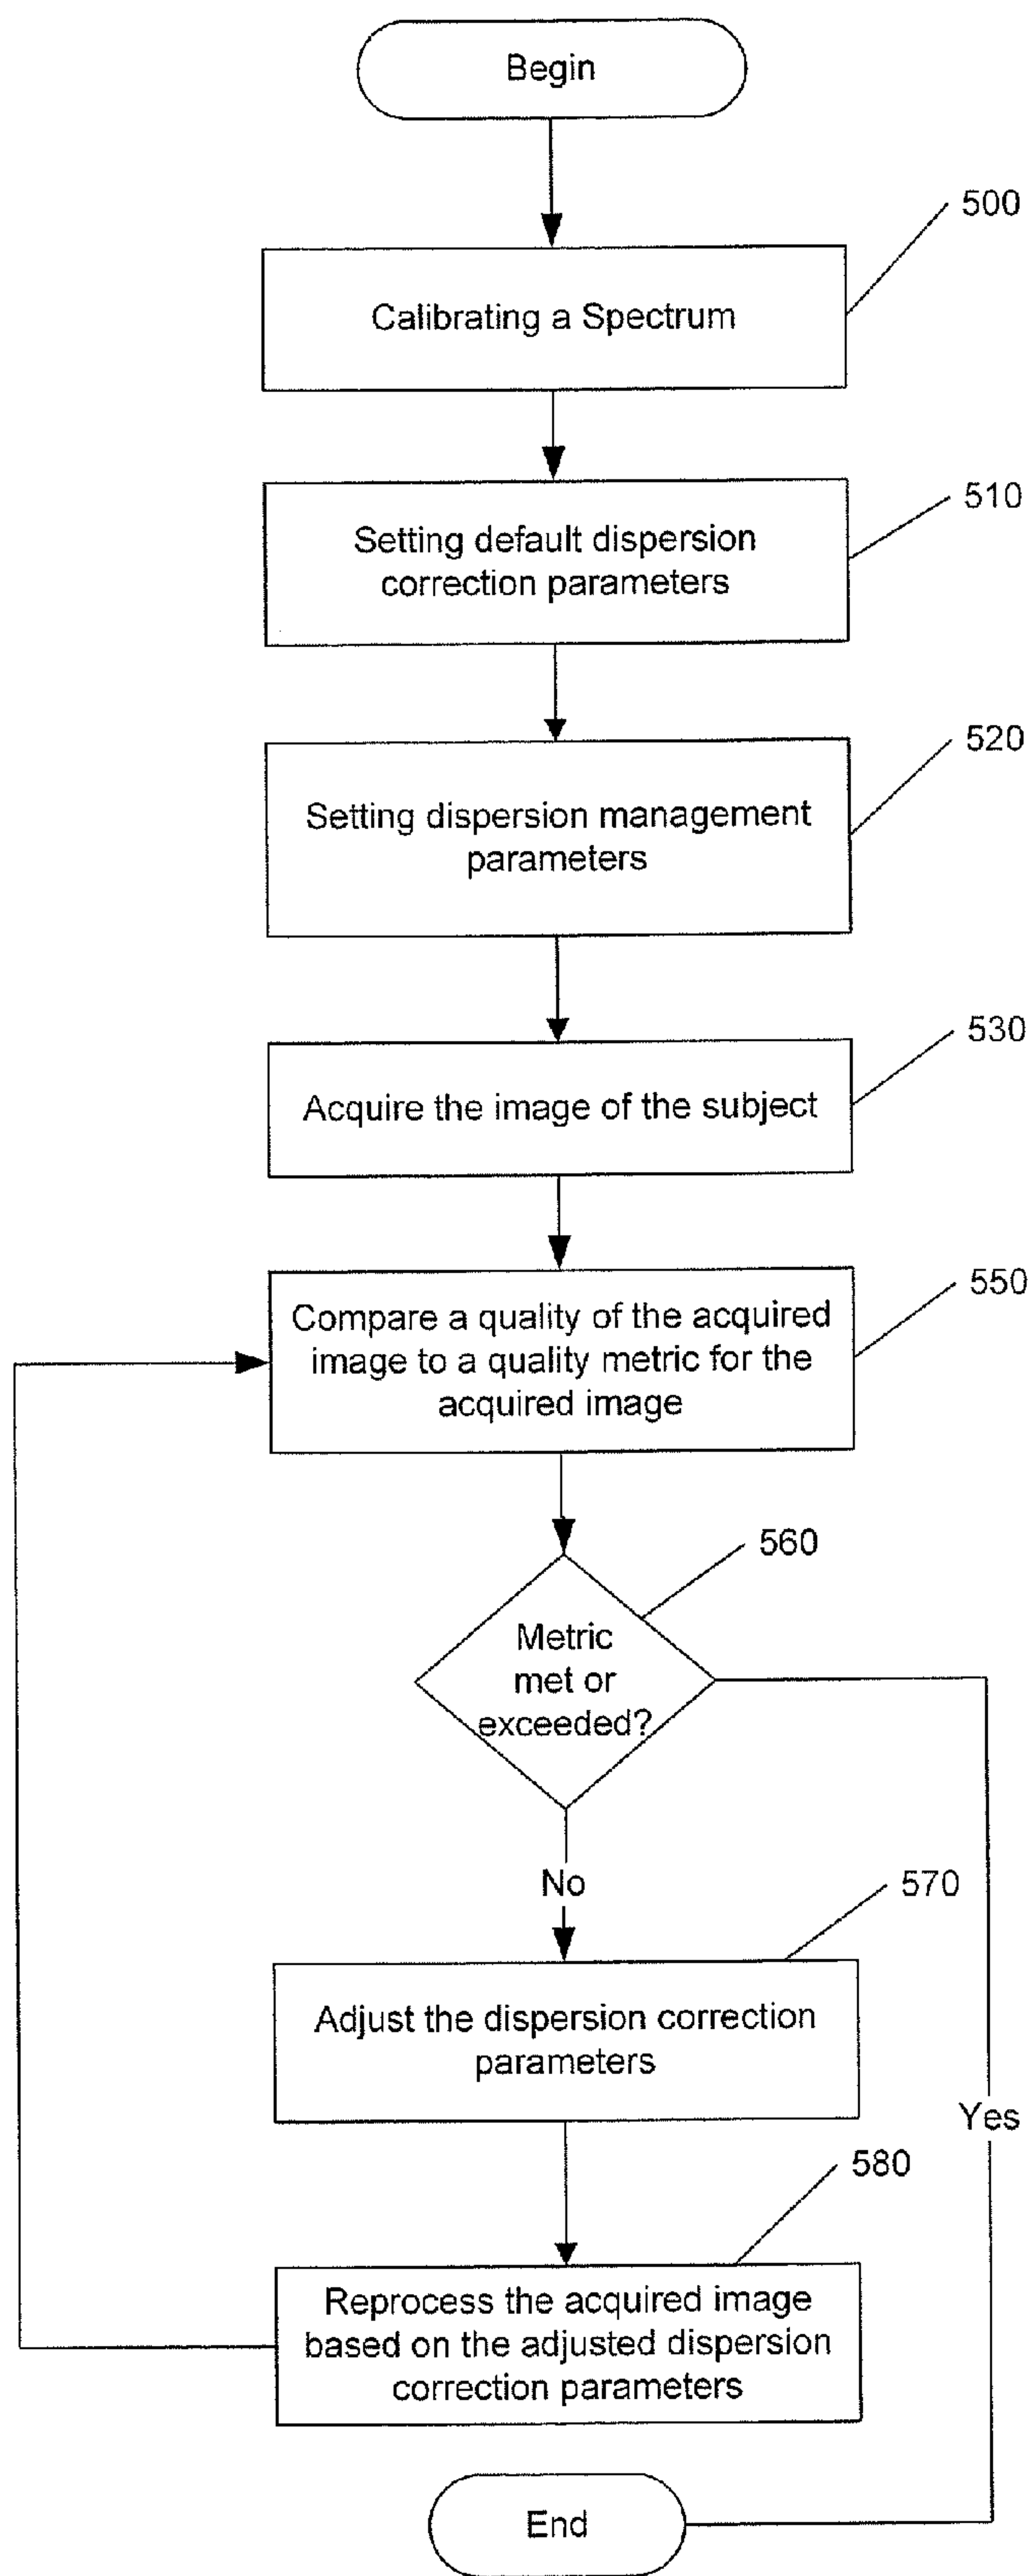 Begin
500
Calibrating a Spectrum
510
Setting default dispersion
correction parameters
520
Setting dispersion management
parameters
530
Acquire the image of the subject
550
Compare a quality of the acquired
image to a quality metric for the
acquired image
560
Metric
met or
exceeded?
No
570
Adjust the dispersion correction
parameters
Yes
580
Reprocess the acquired image
based on the adjusted dispersion
correction parameters
End